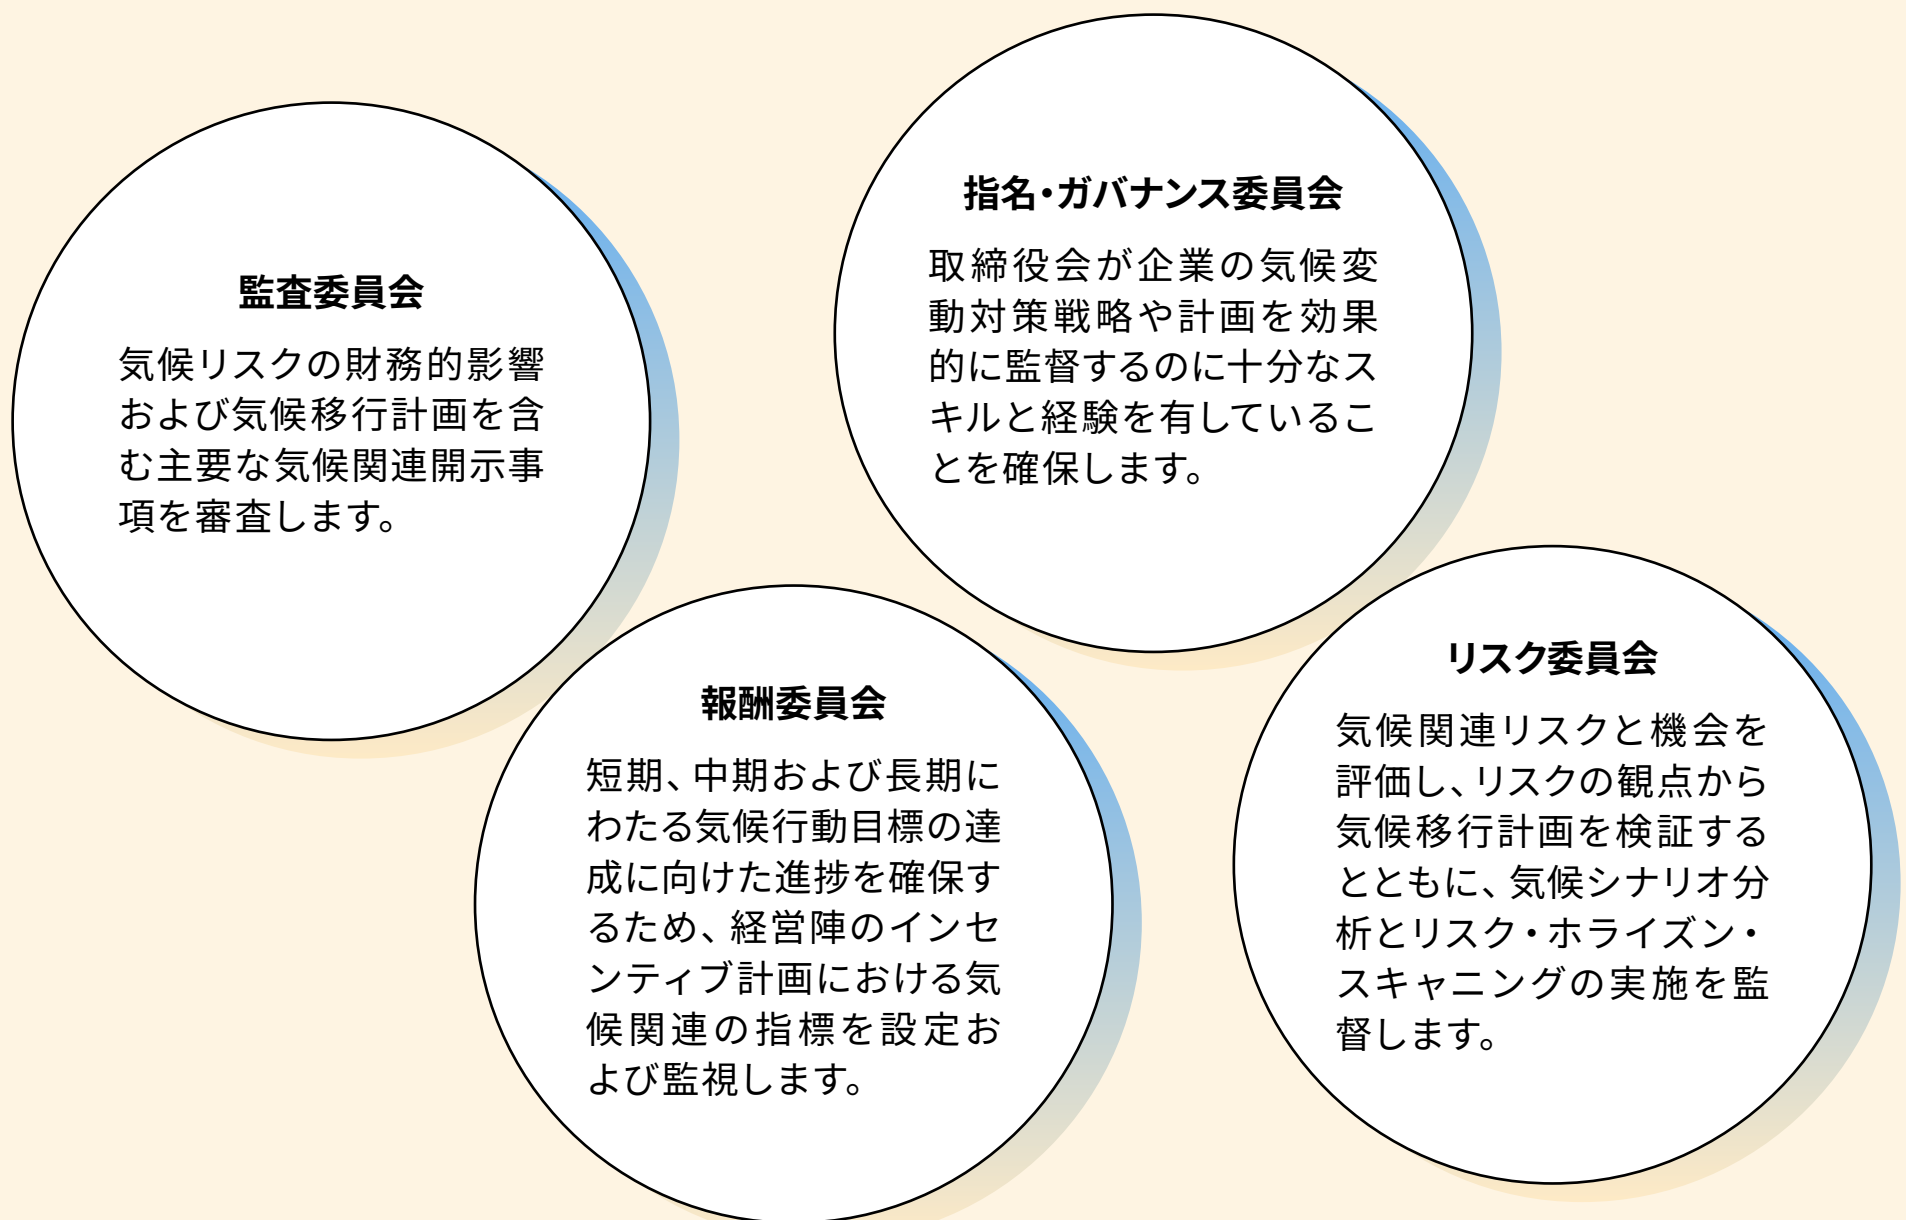 監査委員会
気候リスクの財務的影響
および気候移行計画を含
む主要な気候関連開示事
項を審査します。
指名・ガバナンス委員会
取締役会が企業の気候変
動対策戦略や計画を効果
的に監督するのに十分なス
キルと経験を有しているこ
とを確保します。
報酬委員会
短期、中期および長期に
わたる気候行動目標の達
成に向けた進捗を確保す
るため、経営陣のインセ
ンティブ計画における気
候関連の指標を設定お
よび監視します。
リスク委員会
気候関連リスクと機会を
評価し、リスクの観点から
気候移行計画を検証する
とともに、気候シナリオ分
析とリスク・ホライズン・
スキャニングの実施を監
督します。